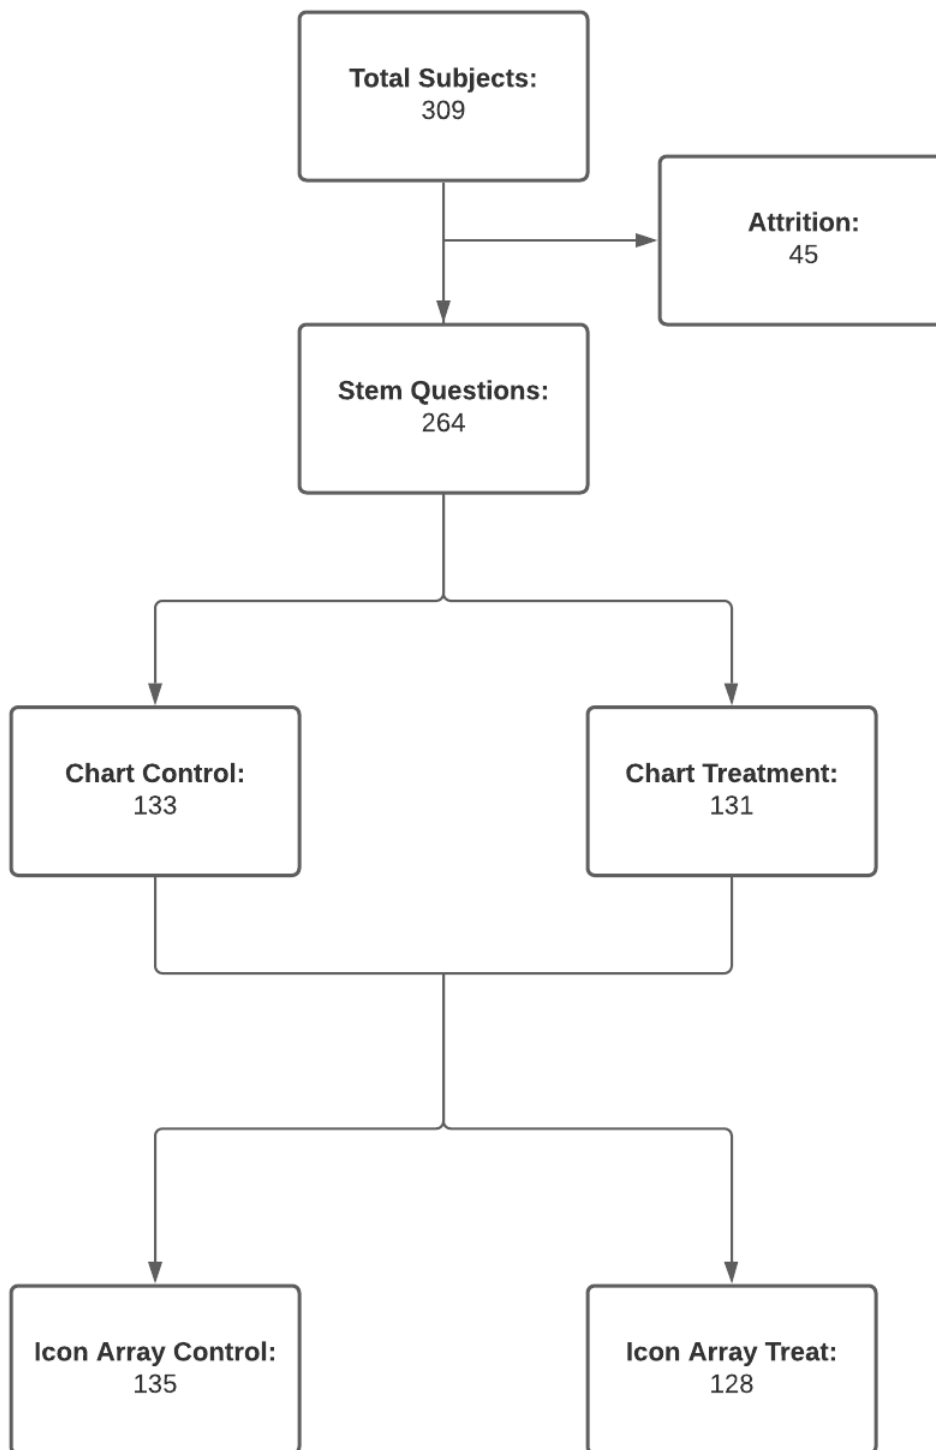 Total Subjects:
309
Attrition:
45
Stem Questions:
264
Chart Control:
133
Chart Treatment:
131
Icon Array Control:
135
Icon Array Treat:
128